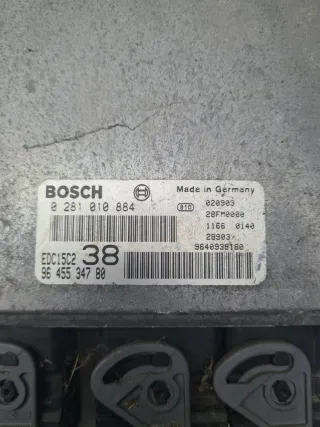 BOSCH
Made in Germany
0 281 010 884
010
020903
28FM0000
1166 0140
28903
9640938180
EDC15C2 38
96 455 347 80